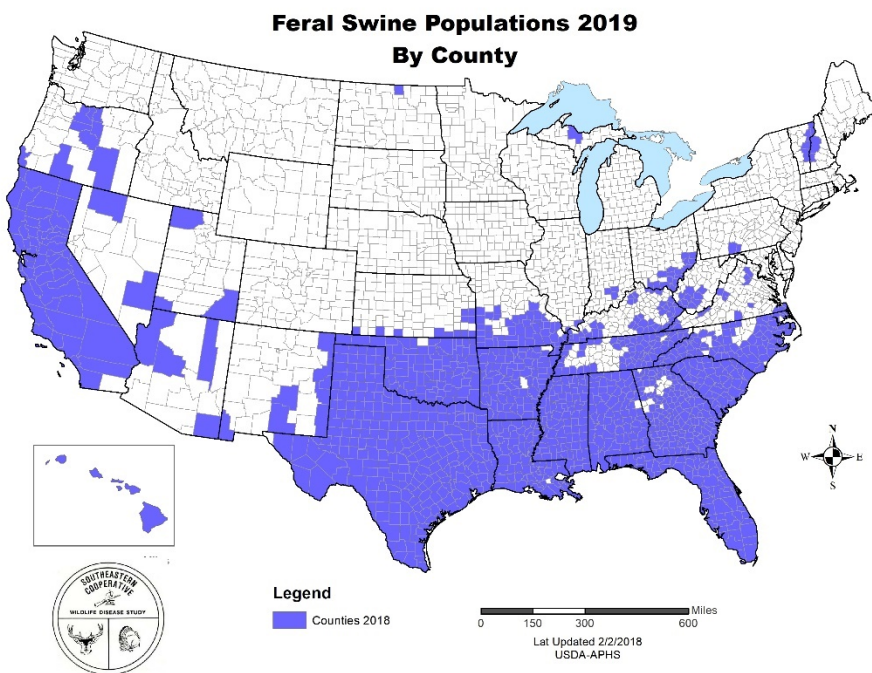 Feral Swine Populations 2019
By County
N
W E
S
SOUTHEASTERN
COOPERATIVE
WILDLIFE DISEASE STUDY
Legend
Counties 2018
Miles
0 150 300 600
Lat Updated 2/2/2018
USDA-APHS